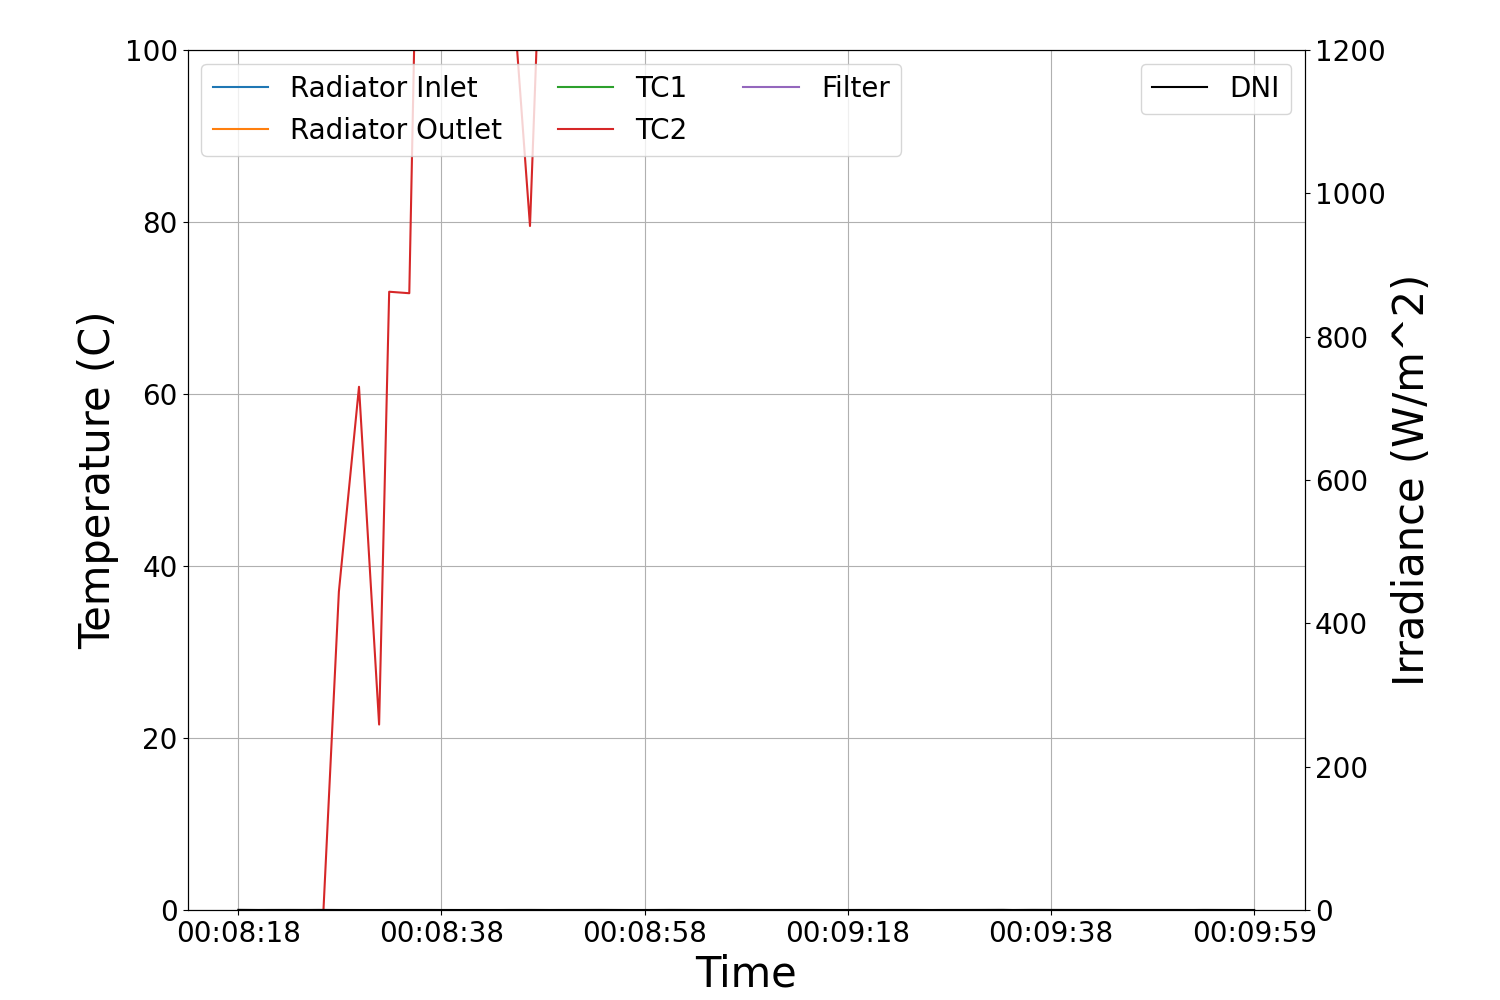 100
80
60
40
20
0
Temperature (C)
Radiator Inlet
Radiator Outlet
TC1
TC2
Filter
DNI
1200
1000
800
600
400
200
0
Irradiance (W/m^2)
00:08:18 00:08:38 00:08:58 00:09:18 00:09:38 00:09:59
Time